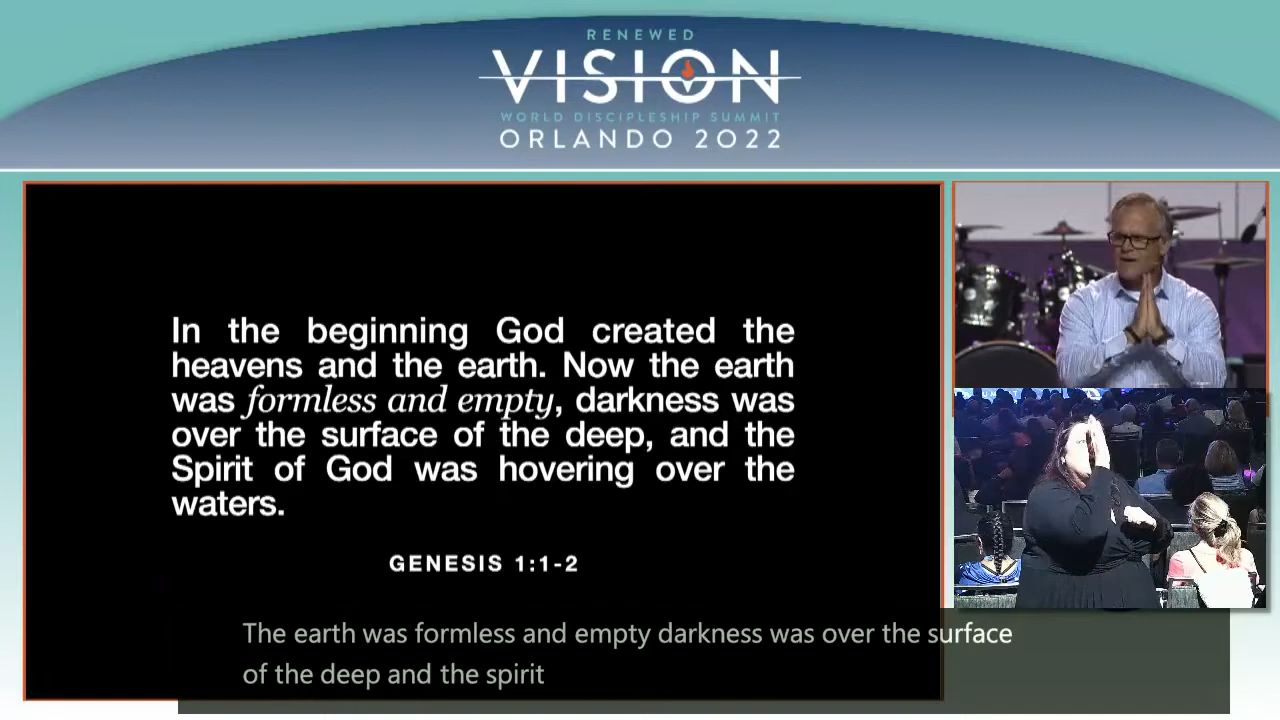 RENEWED
VISION
WORLD DISCIPLESHIP SUMMIT
ORLANDO 2022
In the beginning God created the
heavens and the earth. Now the earth
was formless and empty, darkness was
over the surface of the deep, and the
Spirit of God was hovering over the
waters.
GENESIS 1:1-2
The earth was formless and empty darkness was over the surface
of the deep and the spirit